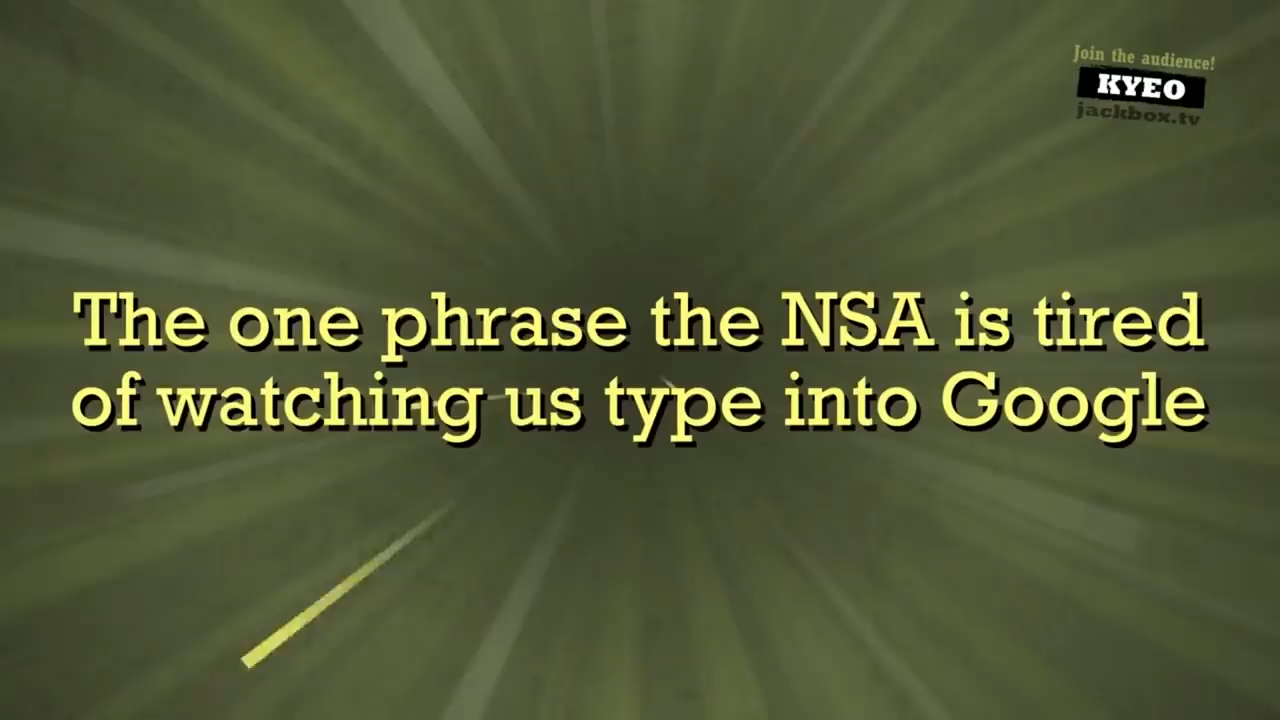 Join the audience!
KYEO
jackbox.tv
The one phrase the NSA is tired
of watching us type into Google